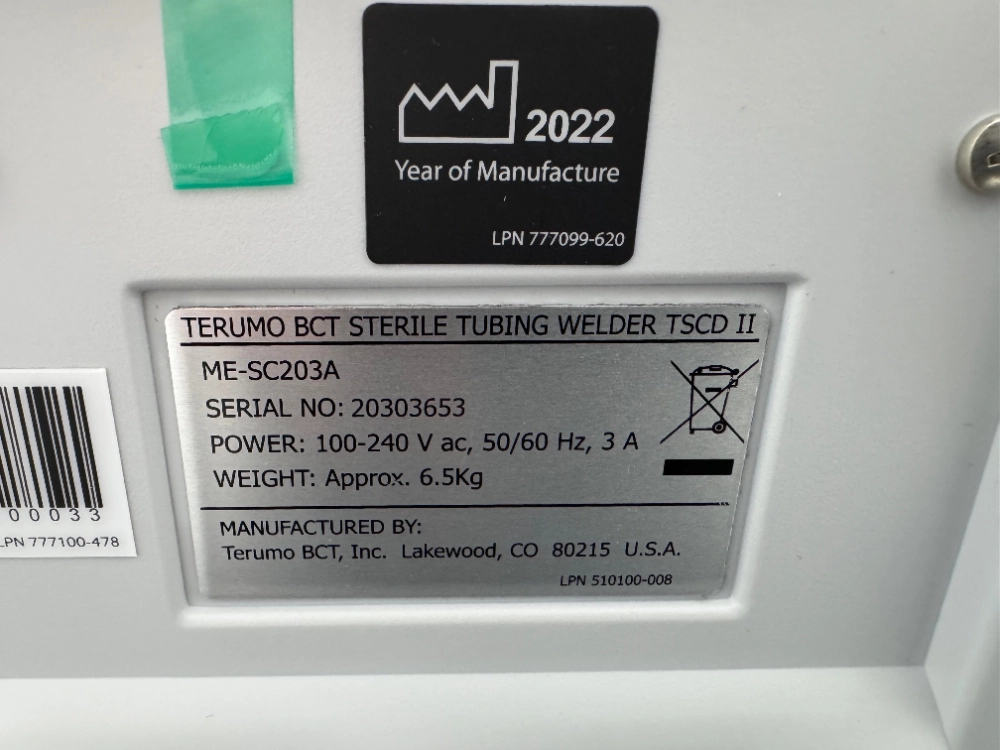 2022
Year of Manufacture
LPN 777099-620
TERUMO BCT STERILE TUBING WELDER TSCD II
ME-SC203A
SERIAL NO: 20303653
POWER: 100-240 V ac, 50/60 Hz, 3 A
WEIGHT: Approx. 6.5Kg
MANUFACTURED BY:
Terumo BCT, Inc. Lakewood, CO 80215 U.S.A.
LPN 510100-008
00033
LPN 777100-478